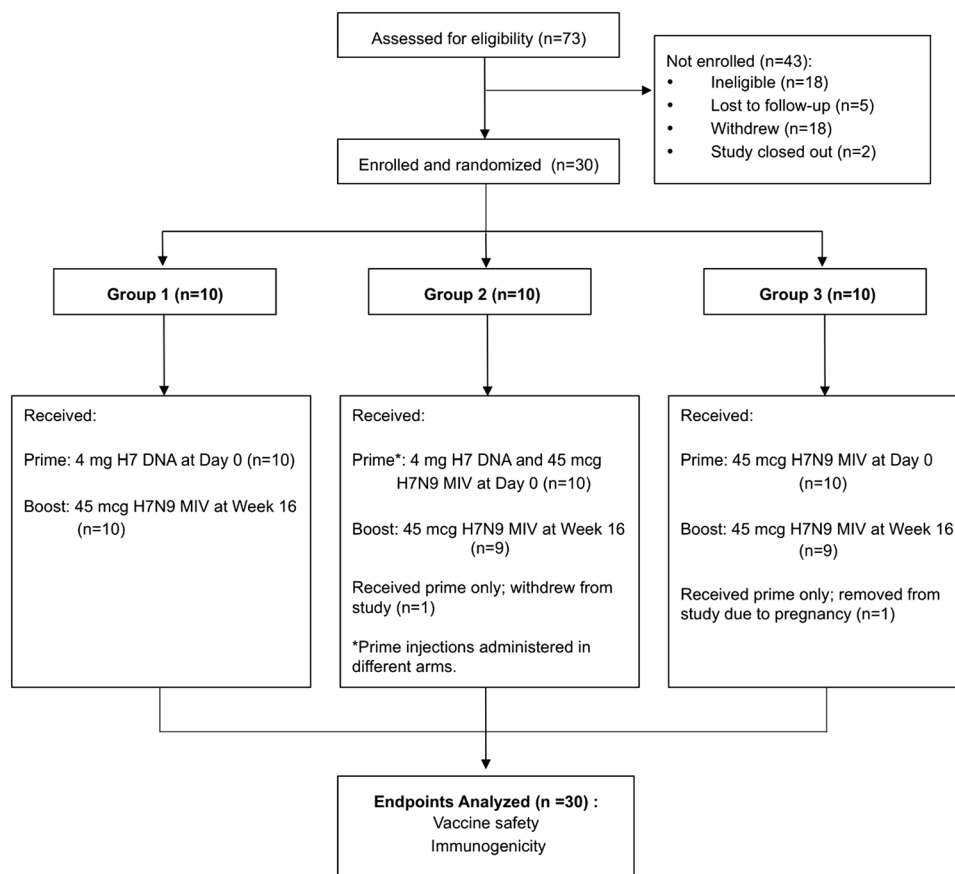 Assessed for eligibility (n=73)
Not enrolled (n=43):
• Ineligible (n=18)
• Lost to follow-up (n=5)
• Withdrew (n=18)
• Study closed out (n=2)
Enrolled and randomized (n=30)
Group 1 (n=10)
Group 2 (n=10)
Group 3 (n=10)
Received:
Prime: 4 mg H7 DNA at Day 0 (n=10)
Boost: 45 mcg H7N9 MIV at Week 16
(n=10)
Received:
Prime*: 4 mg H7 DNA and 45 mcg
H7N9 MIV at Day 0 (n=10)
Boost: 45 mcg H7N9 MIV at Week 16
(n=9)
Received prime only; withdrew from
study (n=1)
*Prime injections administered in
different arms.
Received:
Prime: 45 mcg H7N9 MIV at Day 0
(n=10)
Boost: 45 mcg H7N9 MIV at Week 16
(n=9)
Received prime only; removed from
study due to pregnancy (n=1)
Endpoints Analyzed (n =30) :
Vaccine safety
Immunogenicity